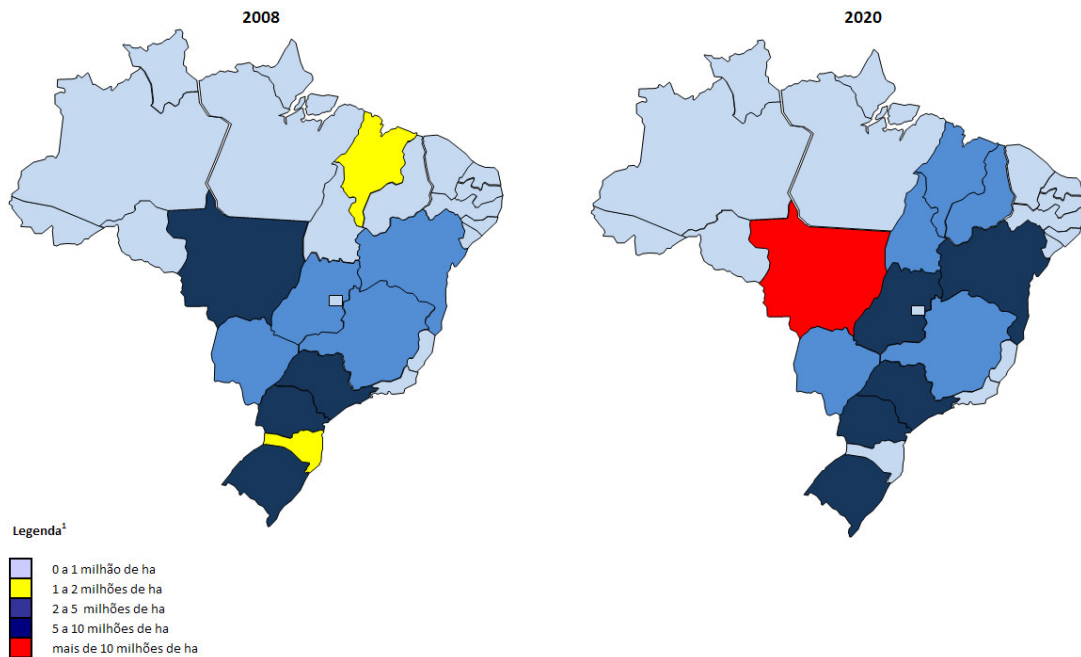 2008
2020
Legenda¹
0 a 1 milhão de ha
1 a 2 milhões de ha
2 a 5 milhões de ha
5 a 10 milhões de ha
mais de 10 milhões de ha